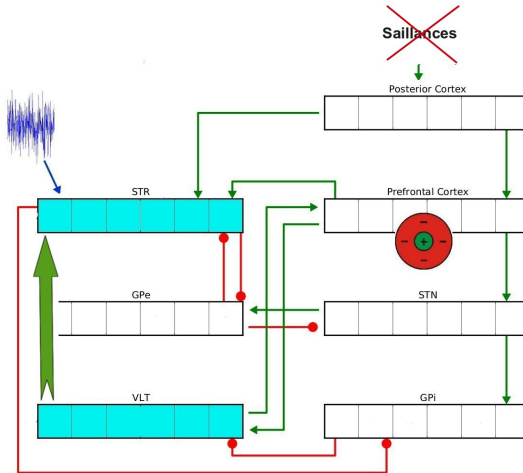 Saillances
Posterior Cortex
STR
Prefrontal Cortex
GPe
STN
VLT
GPi